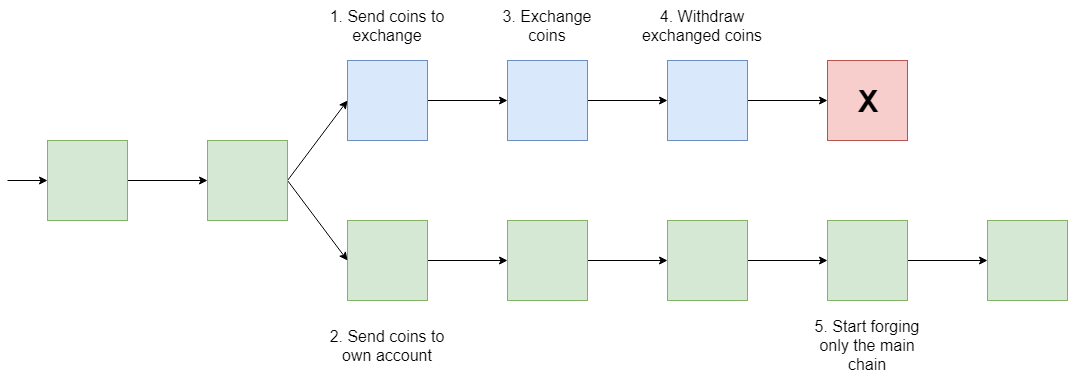 1. Send coins to
exchange
3. Exchange
coins
4. Withdraw
exchanged coins
X
2. Send coins to
own account
5. Start forging
only the main
chain